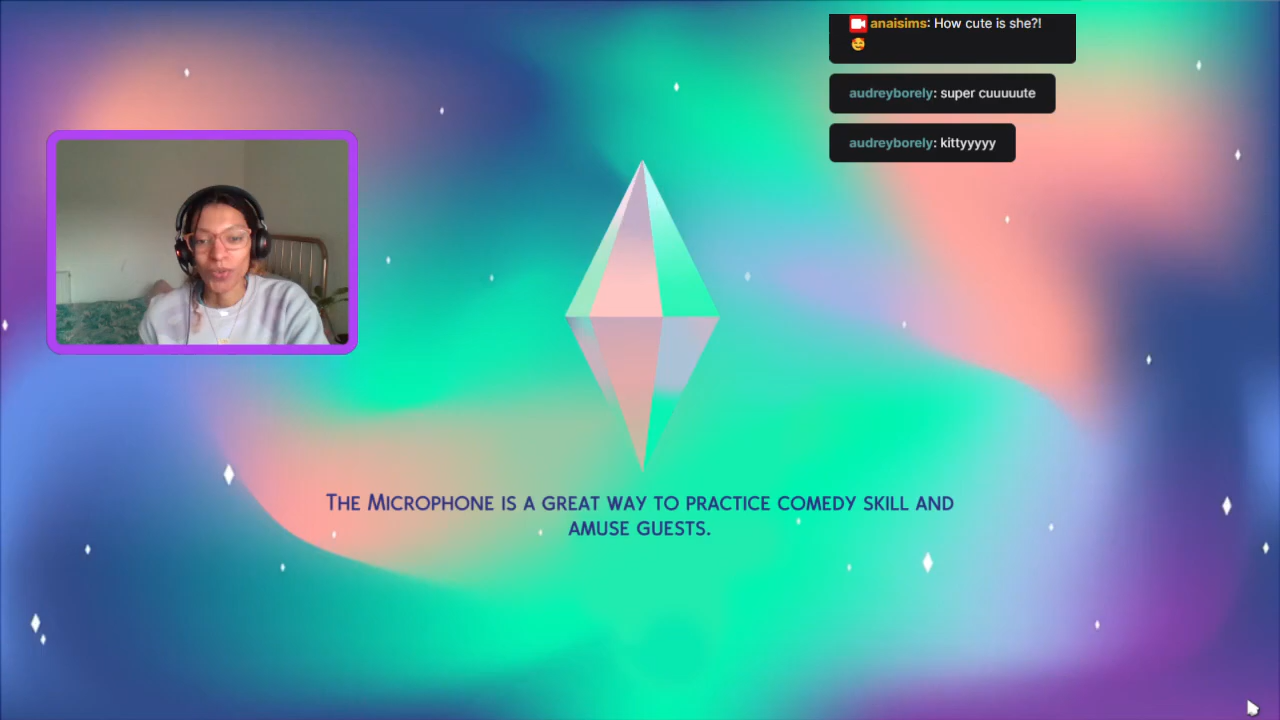 anaisims: How cute is she?!
🥰
audreyborely: super cuuuuute
audreyborely: kittyyyyy
The Microphone is a great way to practice comedy skill and
amuse guests.